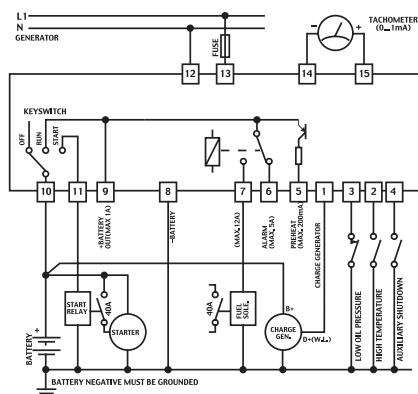 L1
N
GENERATOR
FUSE
TACHOMETER
(0_1mA)
- +
12 13 14 15
KEYSWITCH
OFF
RUN
START
10 11 9 8 7 6 5 1 3 2 4
+BATTERY
OUT(MAX 1A)
-BATTERY
(MAX. 12A)
ALARM
(MAX. 5A)
PREHEAT
(MAX. 200mA)
CHARGE GENERATOR
LOW OIL PRESSURE
HIGH TEMPERATURE
AUXILIARY SHUTDOWN
START
RELAY
40A
STARTER
40A
FUEL
SOLE.
B+
CHARGE
GEN.
D+(W.L.)
+
BATTERY
BATTERY NEGATIVE MUST BE GROUNDED